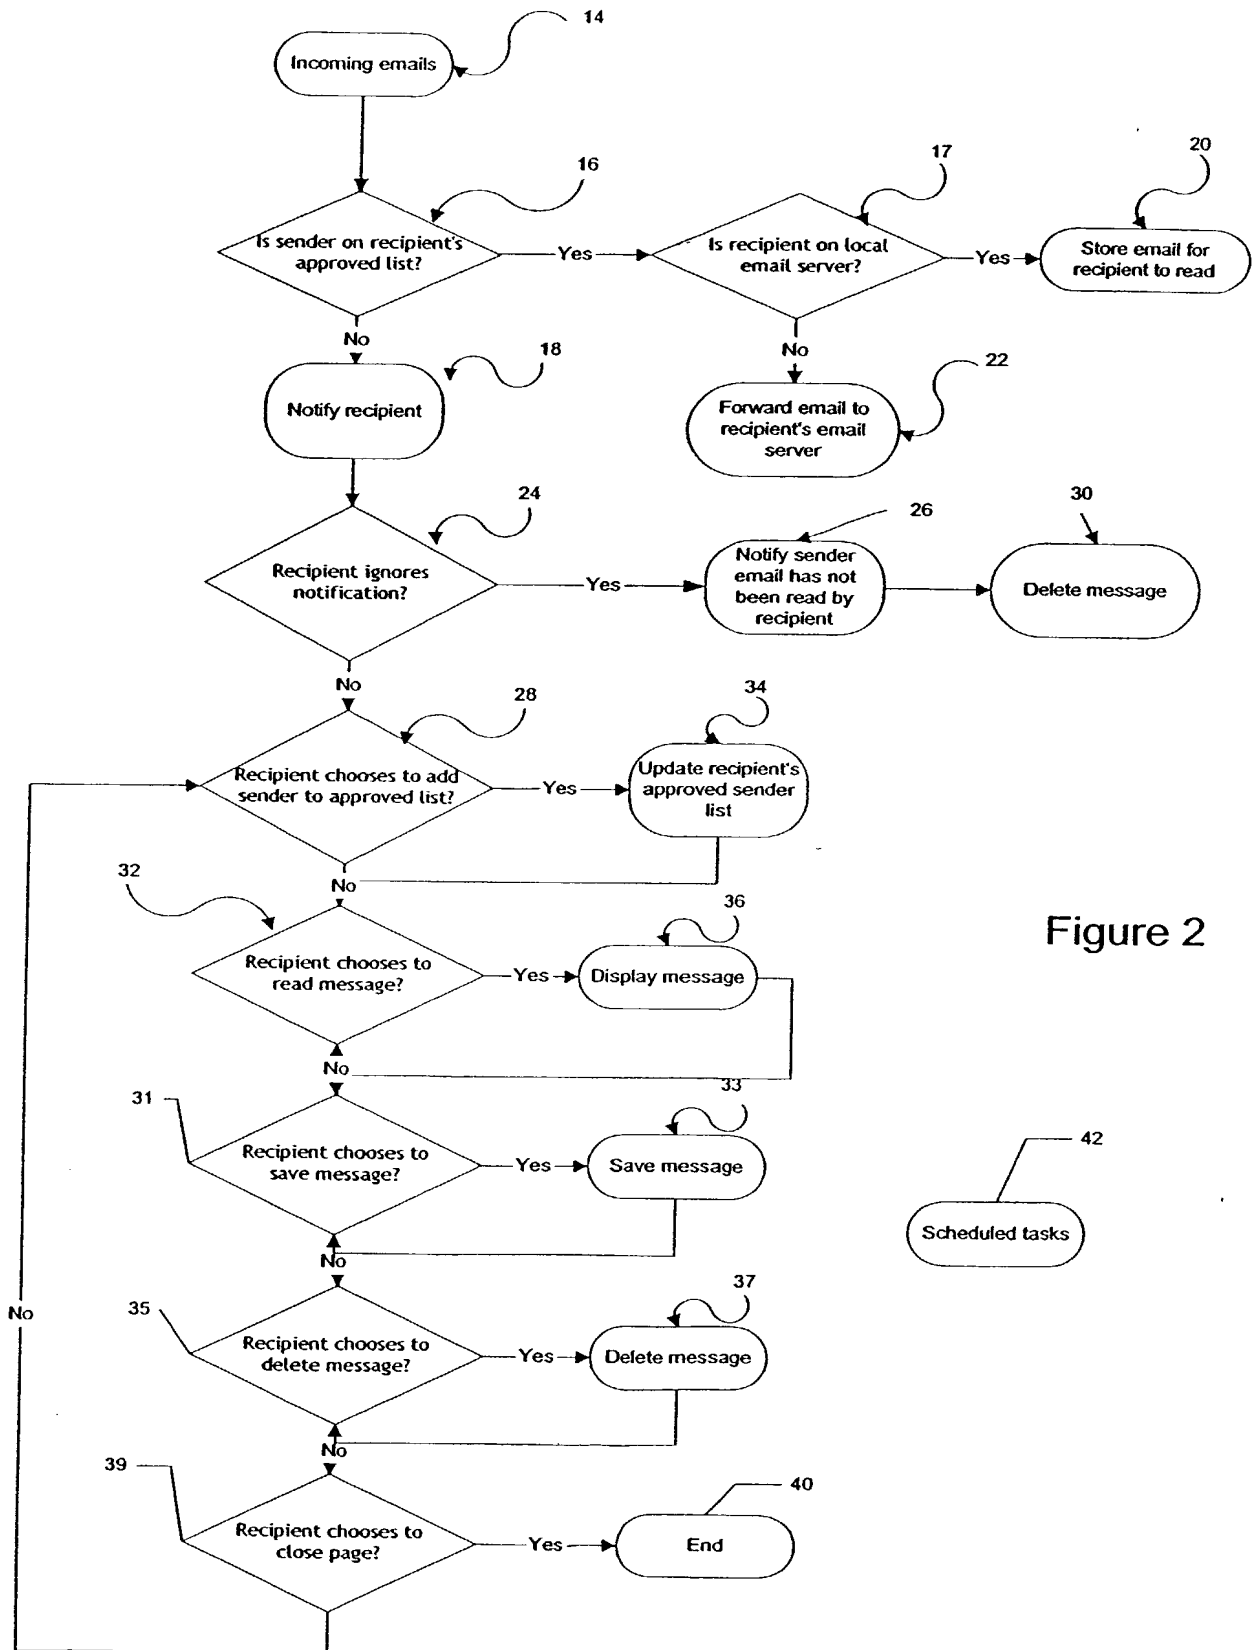 14
Incoming emails
16
17
20
Is sender on recipient's
approved list?
Yes
Is recipient on local
email server?
Yes
Store email for
recipient to read
No
18
No
22
Notify recipient
Forward email to
recipient's email
server
24
26
30
Recipient ignores
notification?
Yes
Notify sender
email has not
been read by
recipient
Delete message
No
28
34
Recipient chooses to add
sender to approved list?
Yes
Update recipient's
approved sender
list
32
No
36
Figure 2
Recipient chooses to
read message?
Yes
Display message
No
31
33
Recipient chooses to
save message?
Yes
Save message
42
Scheduled tasks
No
No
35
37
Recipient chooses to
delete message?
Yes
Delete message
No
39
40
Recipient chooses to
close page?
Yes
End